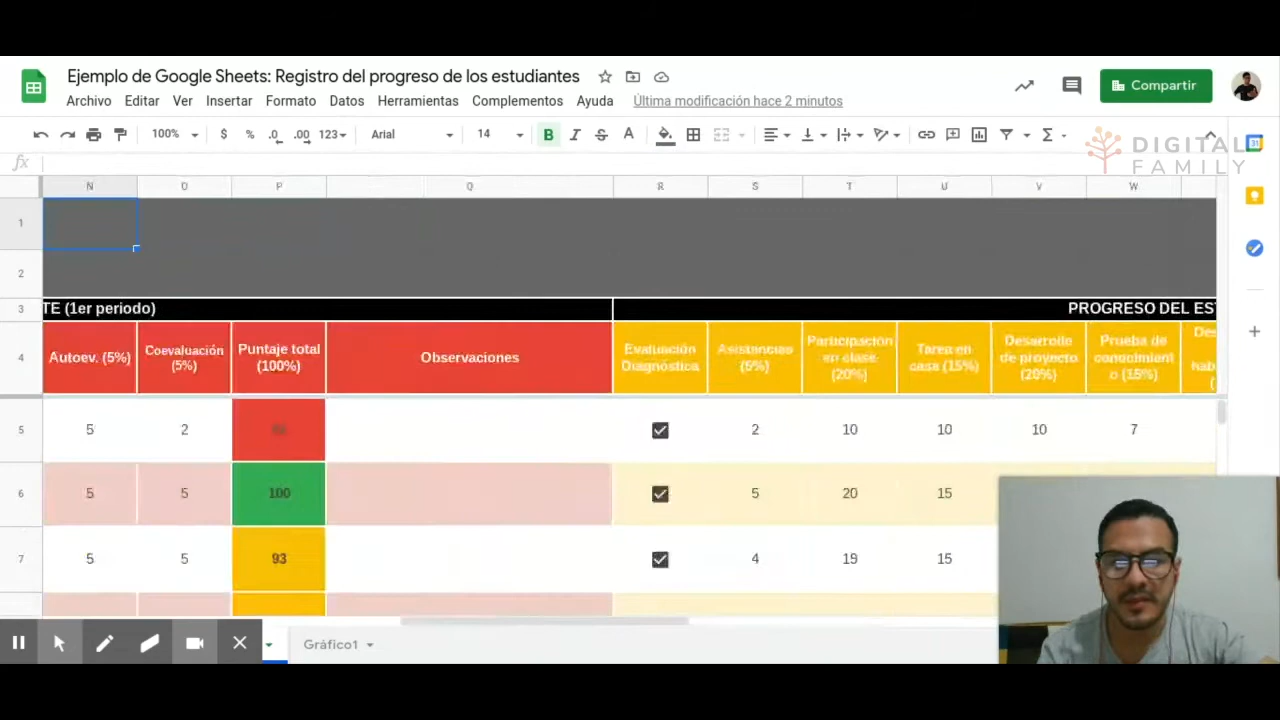 Ejemplo de Google Sheets: Registro del progreso de los estudiantes
Archivo Editar Ver Insertar Formato Datos Herramientas Complementos Ayuda Última modificación hace 2 minutos
Compartir
100% $ % .0 .00 123 Arial 14 B I S A
DIGITAL
FAMILY
fx
N O P Q R S T U V W
1
2
3 TE (1er periodo) PROGRESO DEL EST
4 Autoev. (5%) Coevaluación (5%) Puntaje total (100%) Observaciones Evaluación Diagnóstica Asistencias (5%) Participación en clase (20%) Tarea en casa (15%) Desarrollo de proyecto (20%) Prueba de conocimiento (15%)
5 5 2 2 10 10 10 7
6 5 5 100 5 20 15
7 5 5 93 4 19 15
Gráfico1